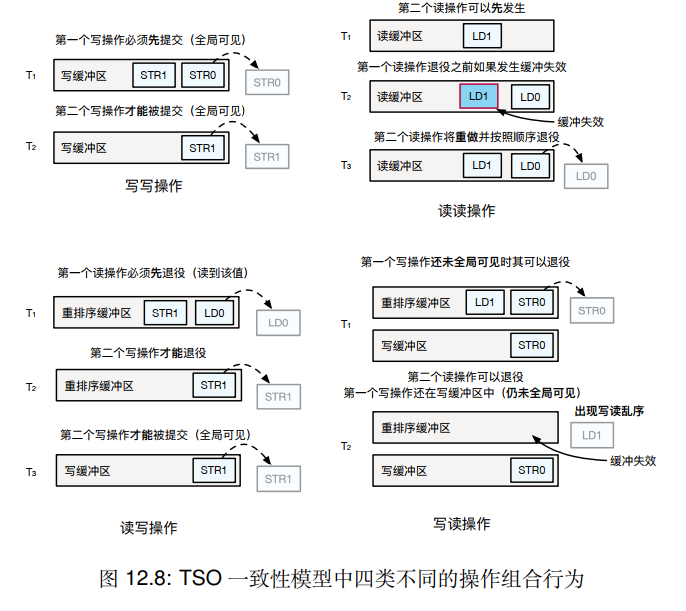 第一个写操作必须先提交（全局可见）
T1
写缓冲区
STR1
STR0
STR0
第二个写操作才能被提交（全局可见）
T2
写缓冲区
STR1
STR1
写写操作
第二个读操作可以先发生
T1
读缓冲区
LD1
第一个读操作退役之前如果发生缓冲失效
T2
读缓冲区
LD1
LD0
缓冲失效
第二个读操作将重做并按照顺序退役
T3
读缓冲区
LD1
LD0
LD0
读读操作
第一个读操作必须先退役（读到该值）
T1
重排序缓冲区
STR1
LD0
LD0
第二个写操作才能退役
T2
重排序缓冲区
STR1
STR1
第二个写操作才能被提交（全局可见）
T3
写缓冲区
STR1
STR1
读写操作
第一个写操作还未全局可见时其可以退役
T1
重排序缓冲区
LD1
STR0
STR0
写缓冲区
STR0
第二个读操作可以退役
第一个写操作还在写缓冲区中（仍未全局可见）
T2
重排序缓冲区
出现写读乱序
LD1
缓冲失效
写缓冲区
STR0
写读操作
图 12.8: TSO 一致性模型中四类不同的操作组合行为